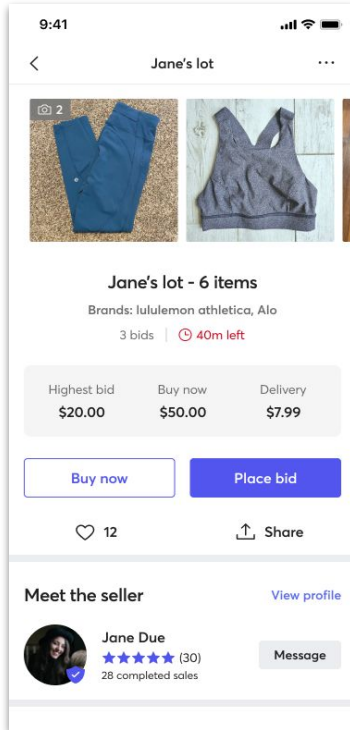 9:41
Jane's lot
2
Jane's lot - 6 items
Brands: lululemon athletica, Alo
3 bids 40m left
Highest bid Buy now Delivery
$20.00 $50.00 $7.99
Buy now Place bid
12 Share
Meet the seller View profile
Jane Due
(30)
28 completed sales
Message